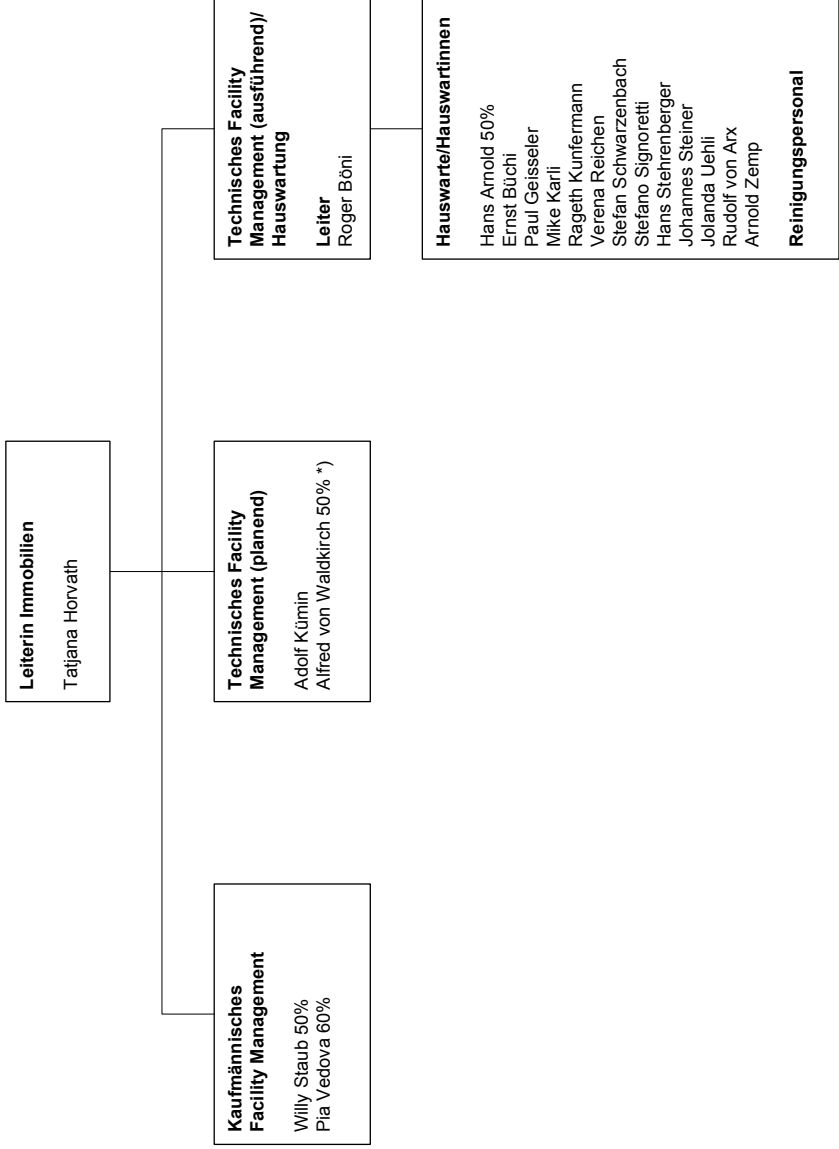 Leiterin Immobilien
Tatjana Horvath
Kaufmännisches
Facility Management
Willy Staub 50%
Pia Vedova 60%
Technisches Facility
Management (planend)
Adolf Kümin
Alfred von Waldkirch 50% *)
Technisches Facility
Management (ausführend)/
Hauswartung
Leiter
Roger Böni
Hauswarte/Hauswartinnen
Hans Arnold 50%
Ernst Büchi
Paul Geisseler
Mike Karli
Rageth Kunfermann
Verena Reichen
Stefan Schwarzenbach
Stefano Signoretti
Hans Stehrenberger
Johannes Steiner
Jolanda Uehli
Rudolf von Arx
Arnold Zemp
Reinigungspersonal